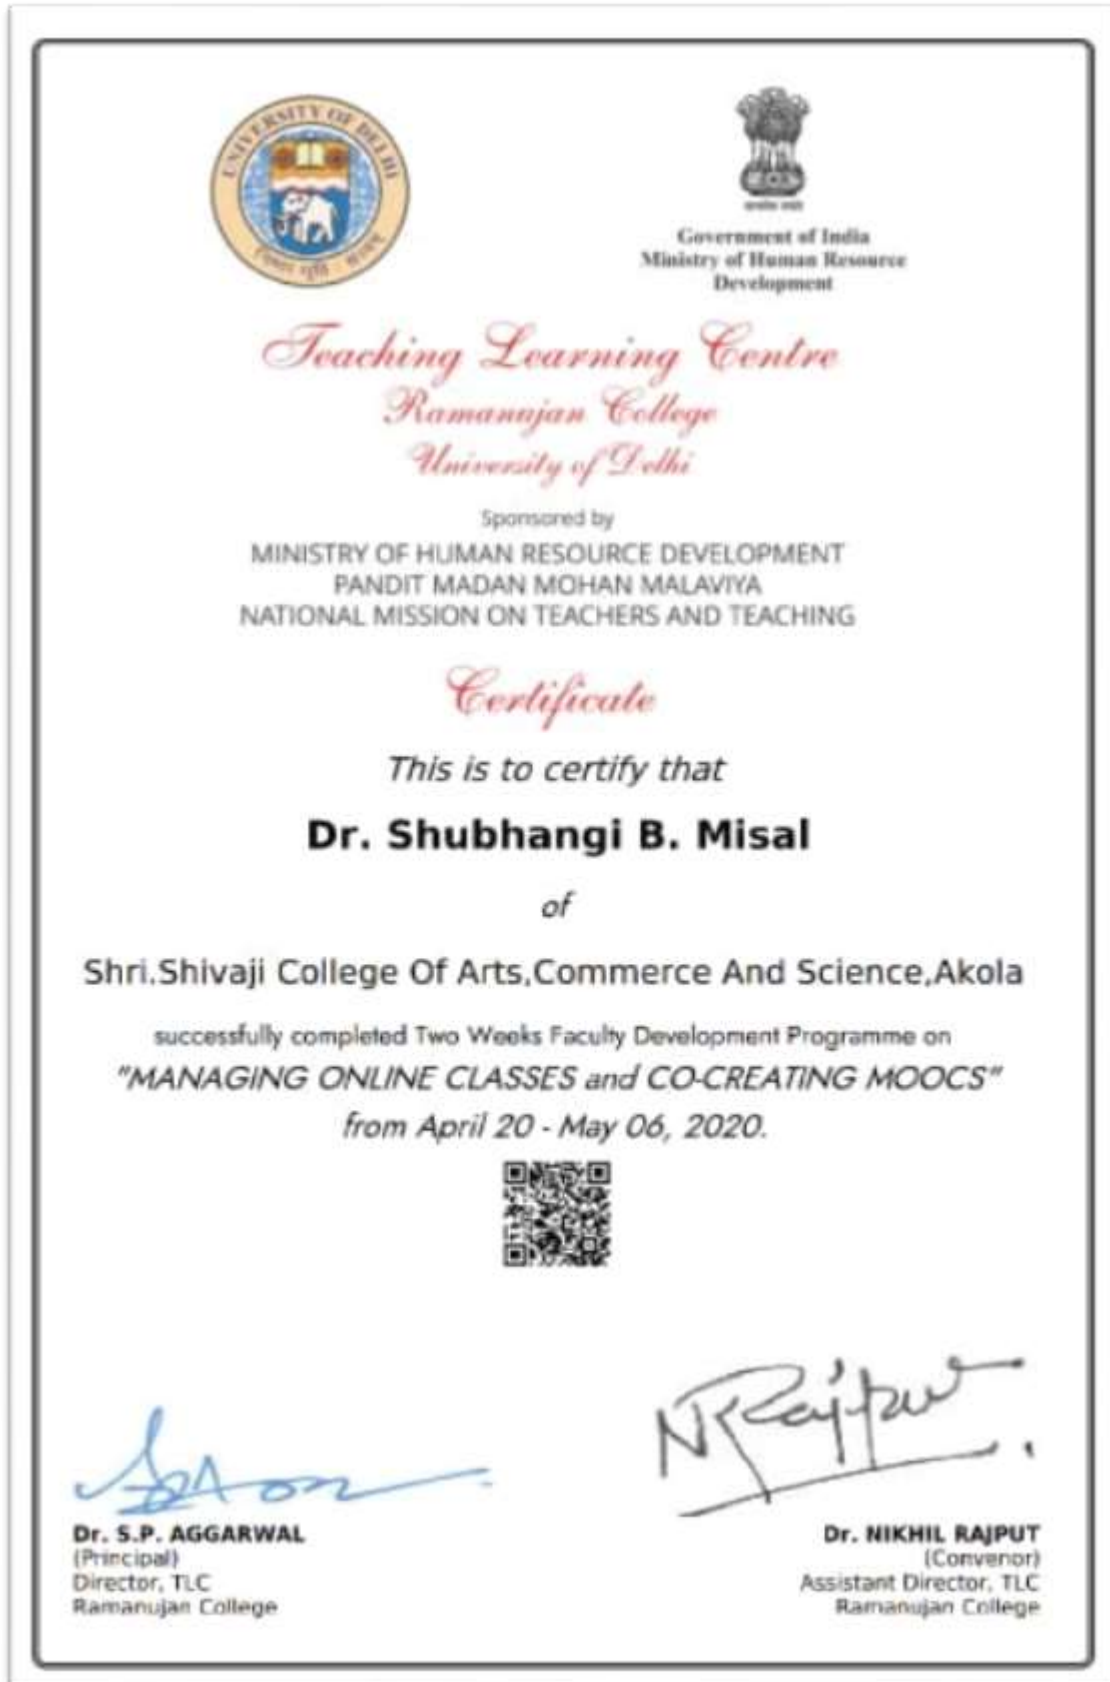 UNIVERSITY OF DELHI
Government of India
Ministry of Human Resource
Development
Teaching Learning Centre
Ramanujan College
University of Delhi
Sponsored by
MINISTRY OF HUMAN RESOURCE DEVELOPMENT
PANDIT MADAN MOHAN MALAVIYA
NATIONAL MISSION ON TEACHERS AND TEACHING
Certificate
This is to certify that
Dr. Shubhangi B. Misal
of
Shri.Shivaji College Of Arts,Commerce And Science,Akola
successfully completed Two Weeks Faculty Development Programme on
"MANAGING ONLINE CLASSES and CO-CREATING MOOCS"
from April 20 - May 06, 2020.
NRajput
Dr. S.P. AGGARWAL
(Principal)
Director, TLC
Ramanujan College
Dr. NIKHIL RAJPUT
(Convenor)
Assistant Director, TLC
Ramanujan College